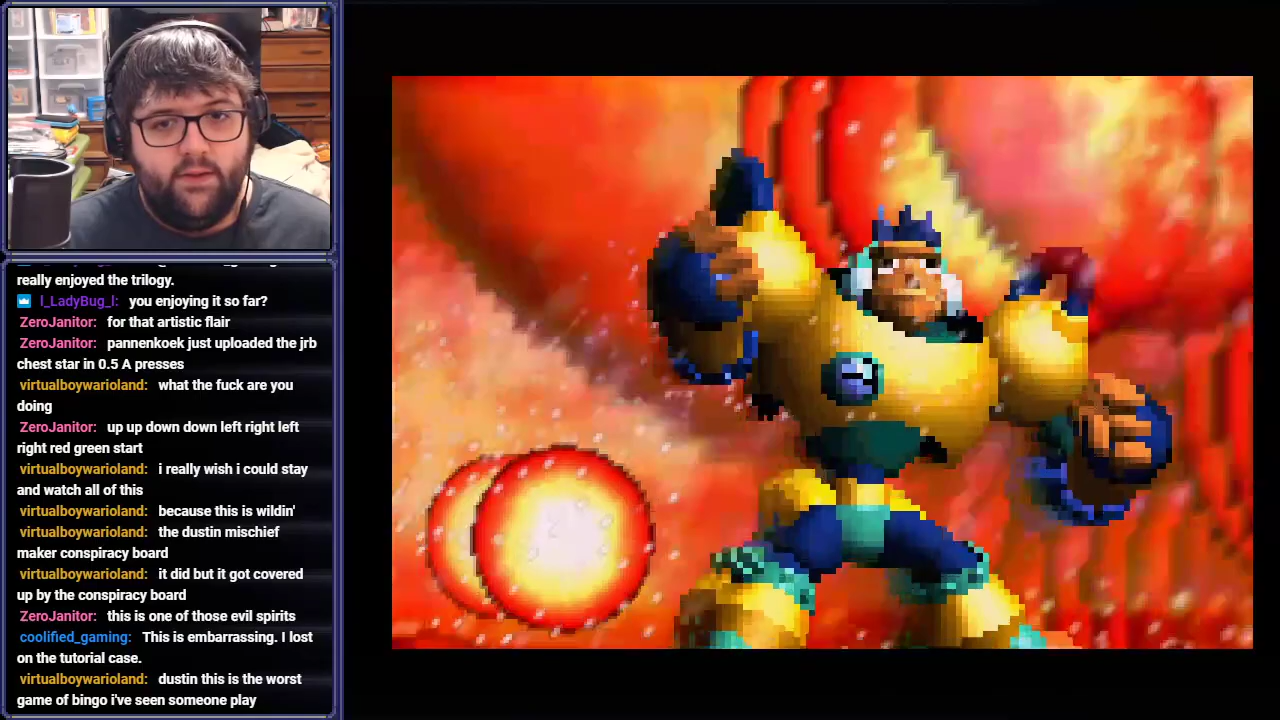 really enjoyed the trilogy.
l_LadyBug_l: you enjoying it so far?
ZeroJanitor: for that artistic flair
ZeroJanitor: pannenkoek just uploaded the jrb
chest star in 0.5 A presses
virtualboywarioland: what the fuck are you
doing
ZeroJanitor: up up down down left right left
right red green start
virtualboywarioland: i really wish i could stay
and watch all of this
virtualboywarioland: because this is wildin'
virtualboywarioland: the dustin mischief
maker conspiracy board
virtualboywarioland: it did but it got covered
up by the conspiracy board
ZeroJanitor: this is one of those evil spirits
coolified_gaming: This is embarrassing. I lost
on the tutorial case.
virtualboywarioland: dustin this is the worst
game of bingo i've seen someone play